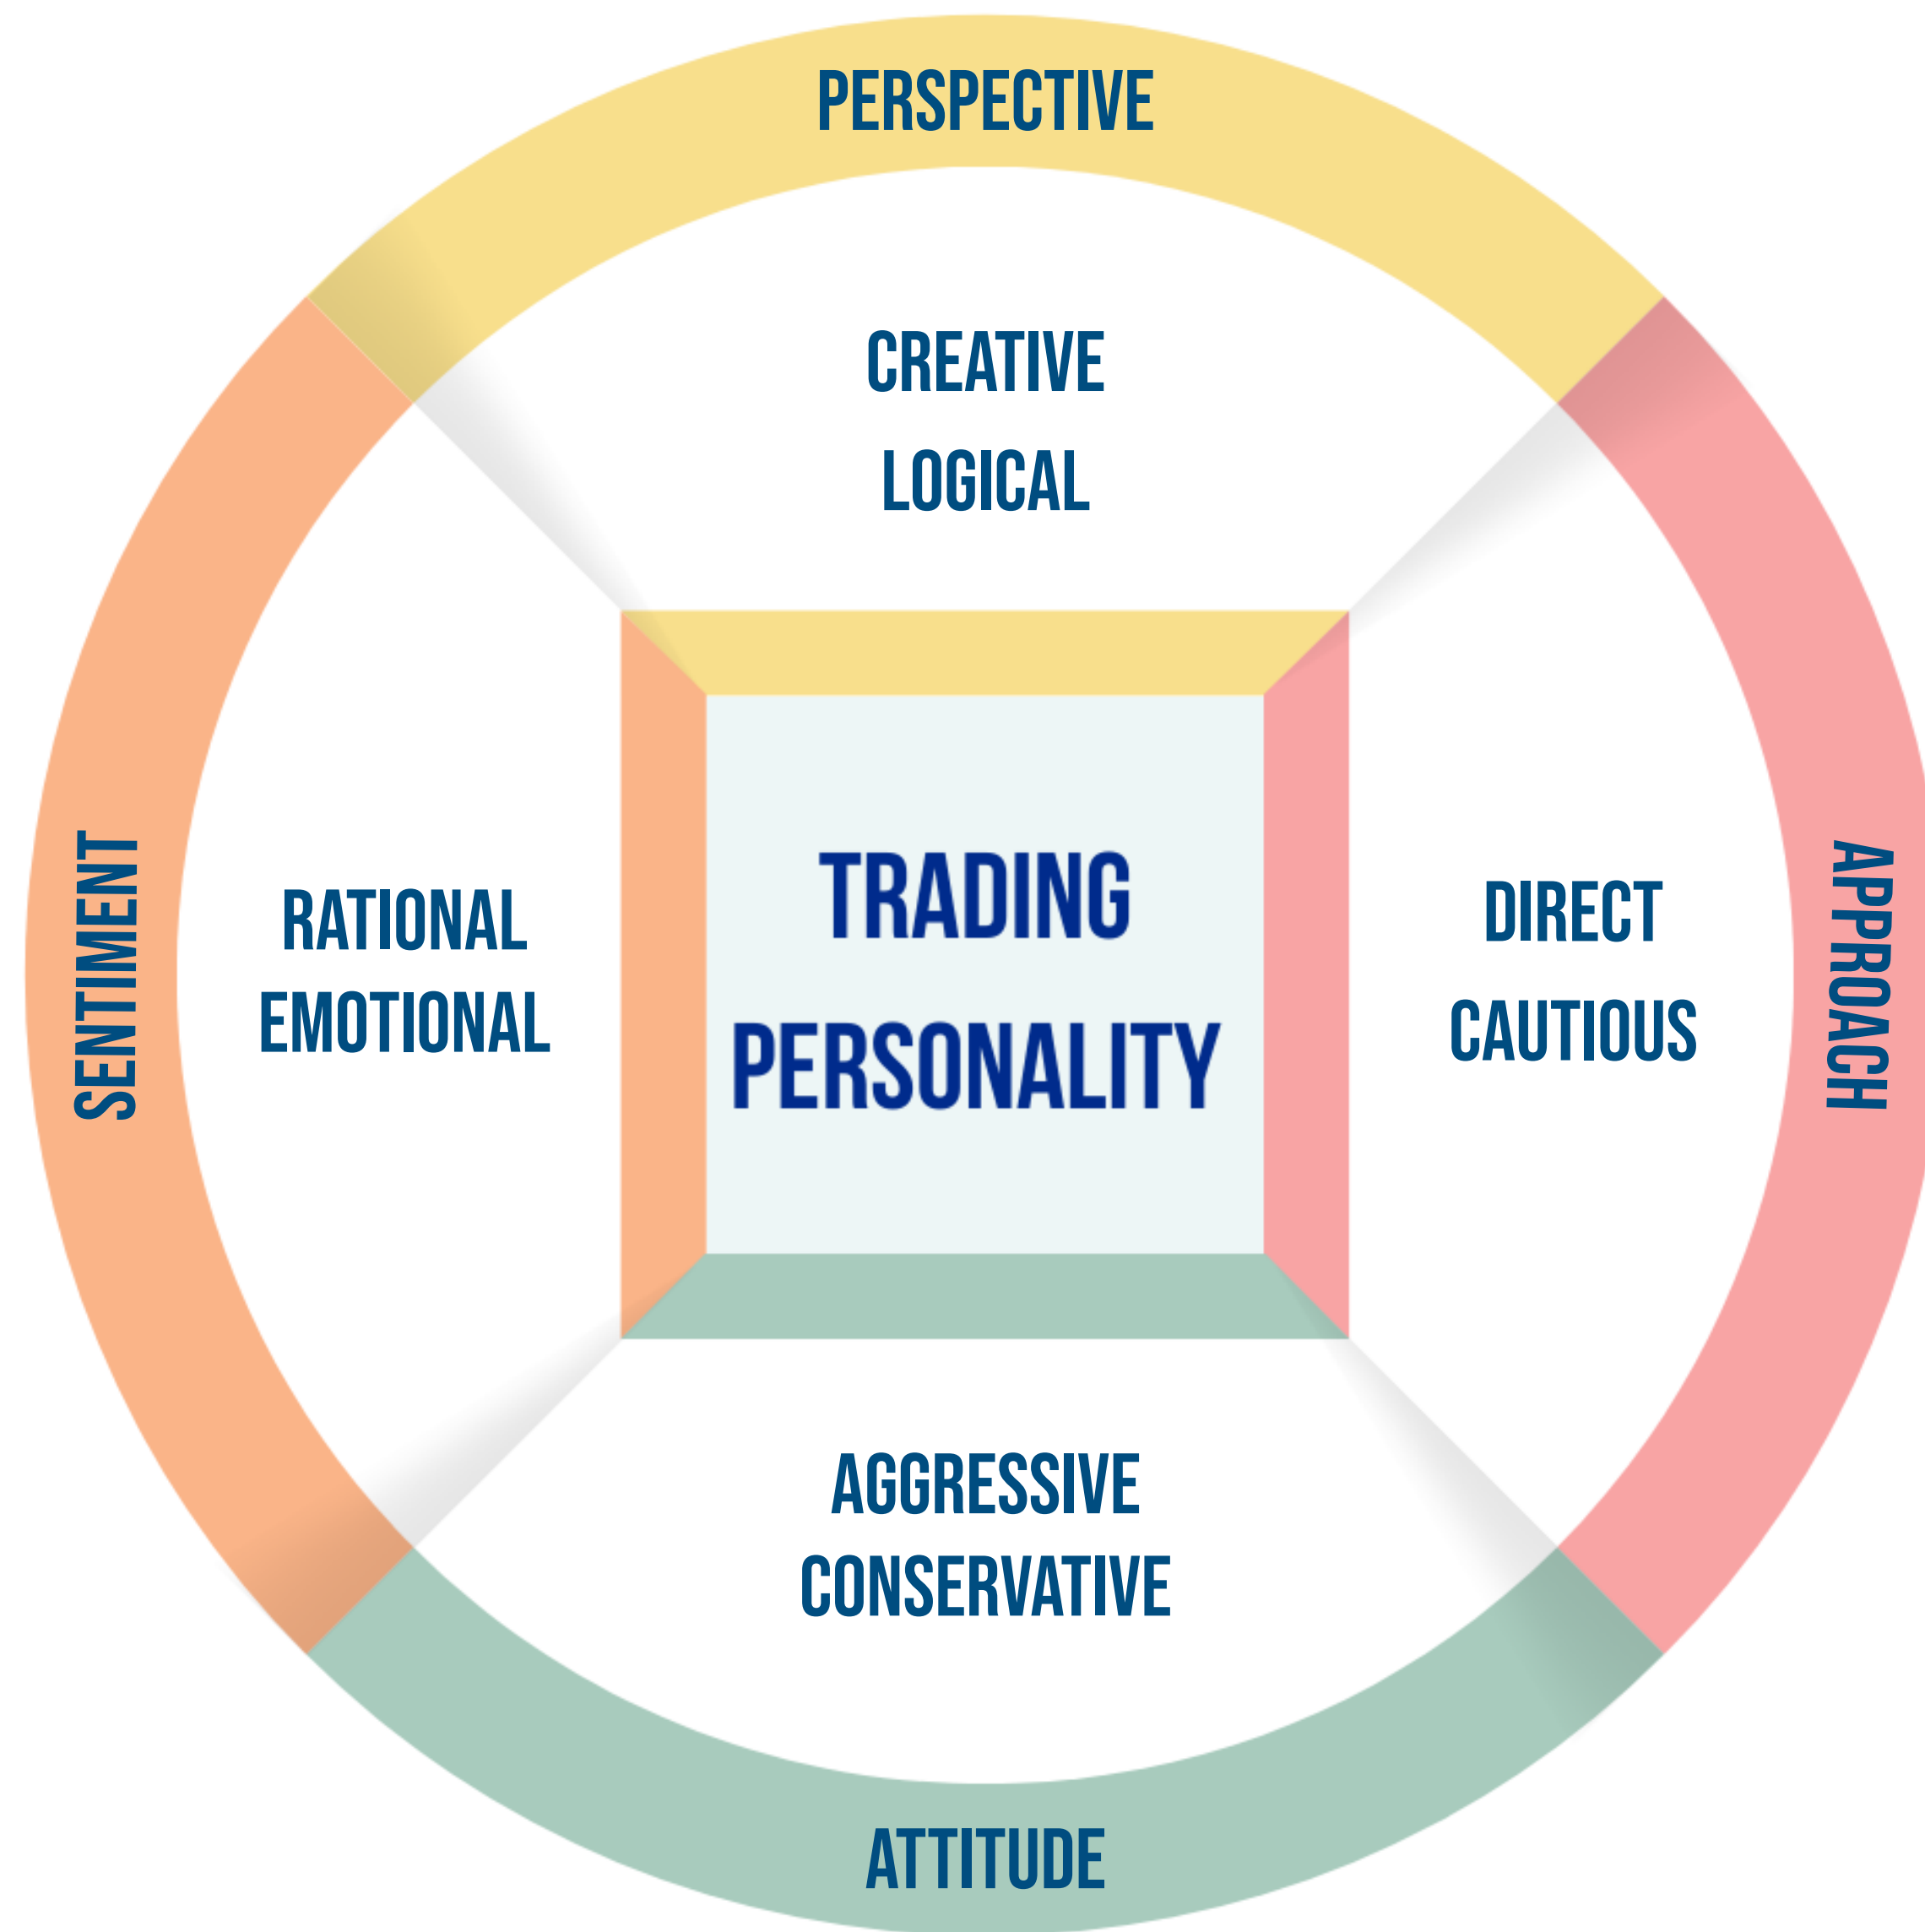 PERSPECTIVE
CREATIVE
LOGICAL
SENTIMENT
RATIONAL
EMOTIONAL
TRADING
PERSONALITY
DIRECT
CAUTIOUS
APPROACH
AGGRESSIVE
CONSERVATIVE
ATTITUDE